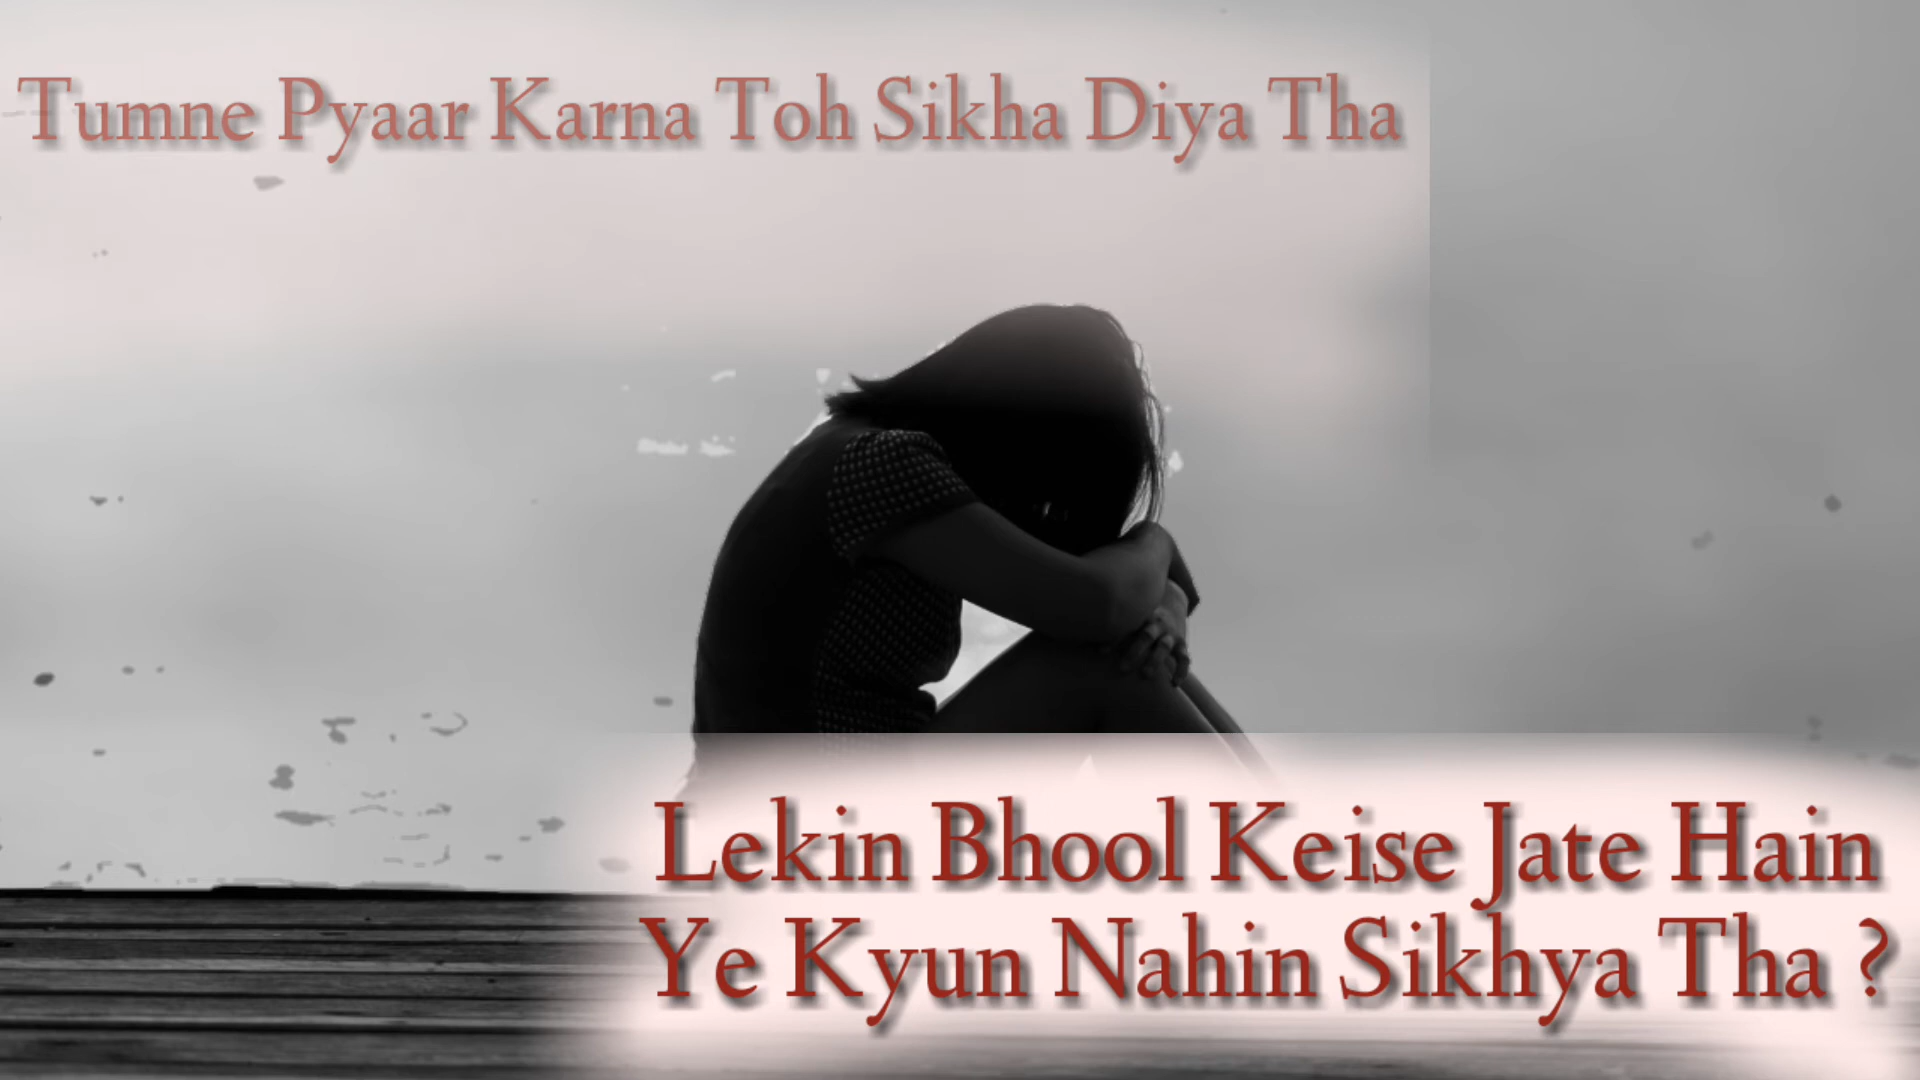 Tumne Pyaar Karna Toh Sikha Diya Tha
Lekin Bhool Keise Jate Hain
Ye Kyun Nahin Sikhya Tha ?